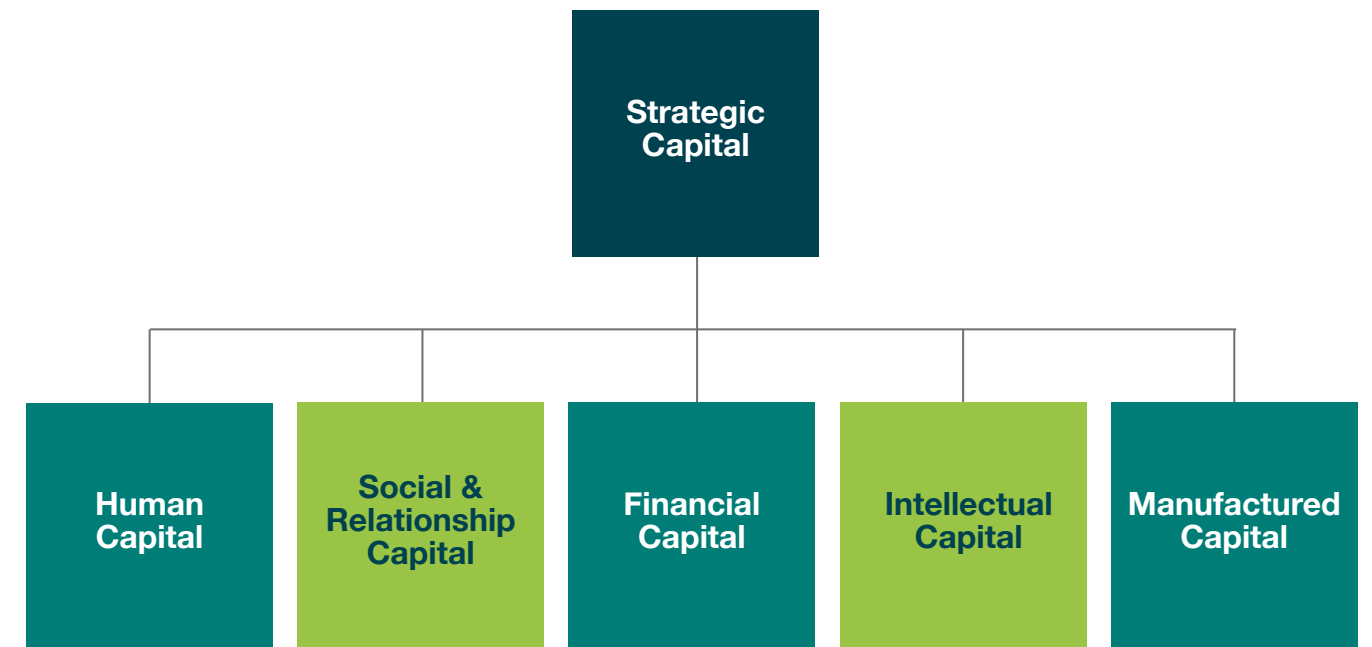 Strategic
Capital
Human
Capital
Social &
Relationship
Capital
Financial
Capital
Intellectual
Capital
Manufactured
Capital